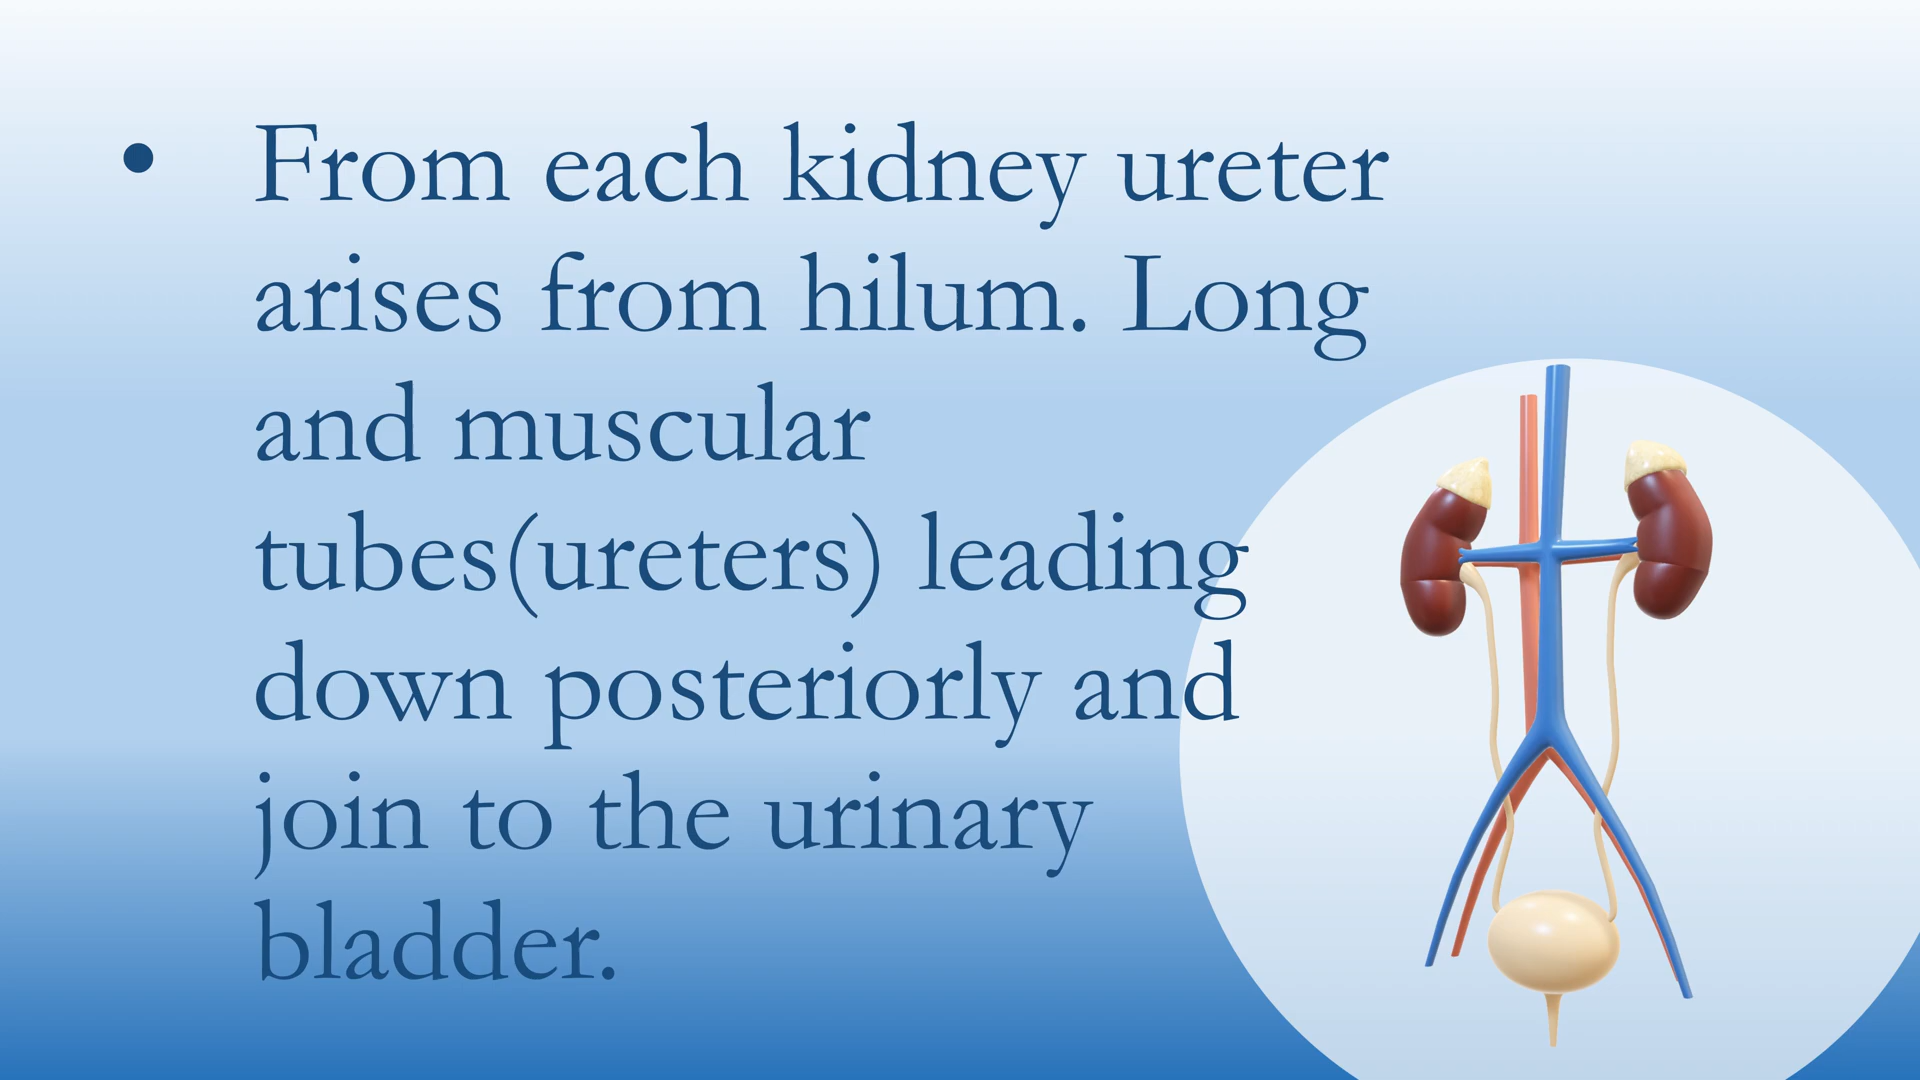 • From each kidney ureter
arises from hilum. Long
and muscular
tubes(ureters) leading
down posteriorly and
join to the urinary
bladder.